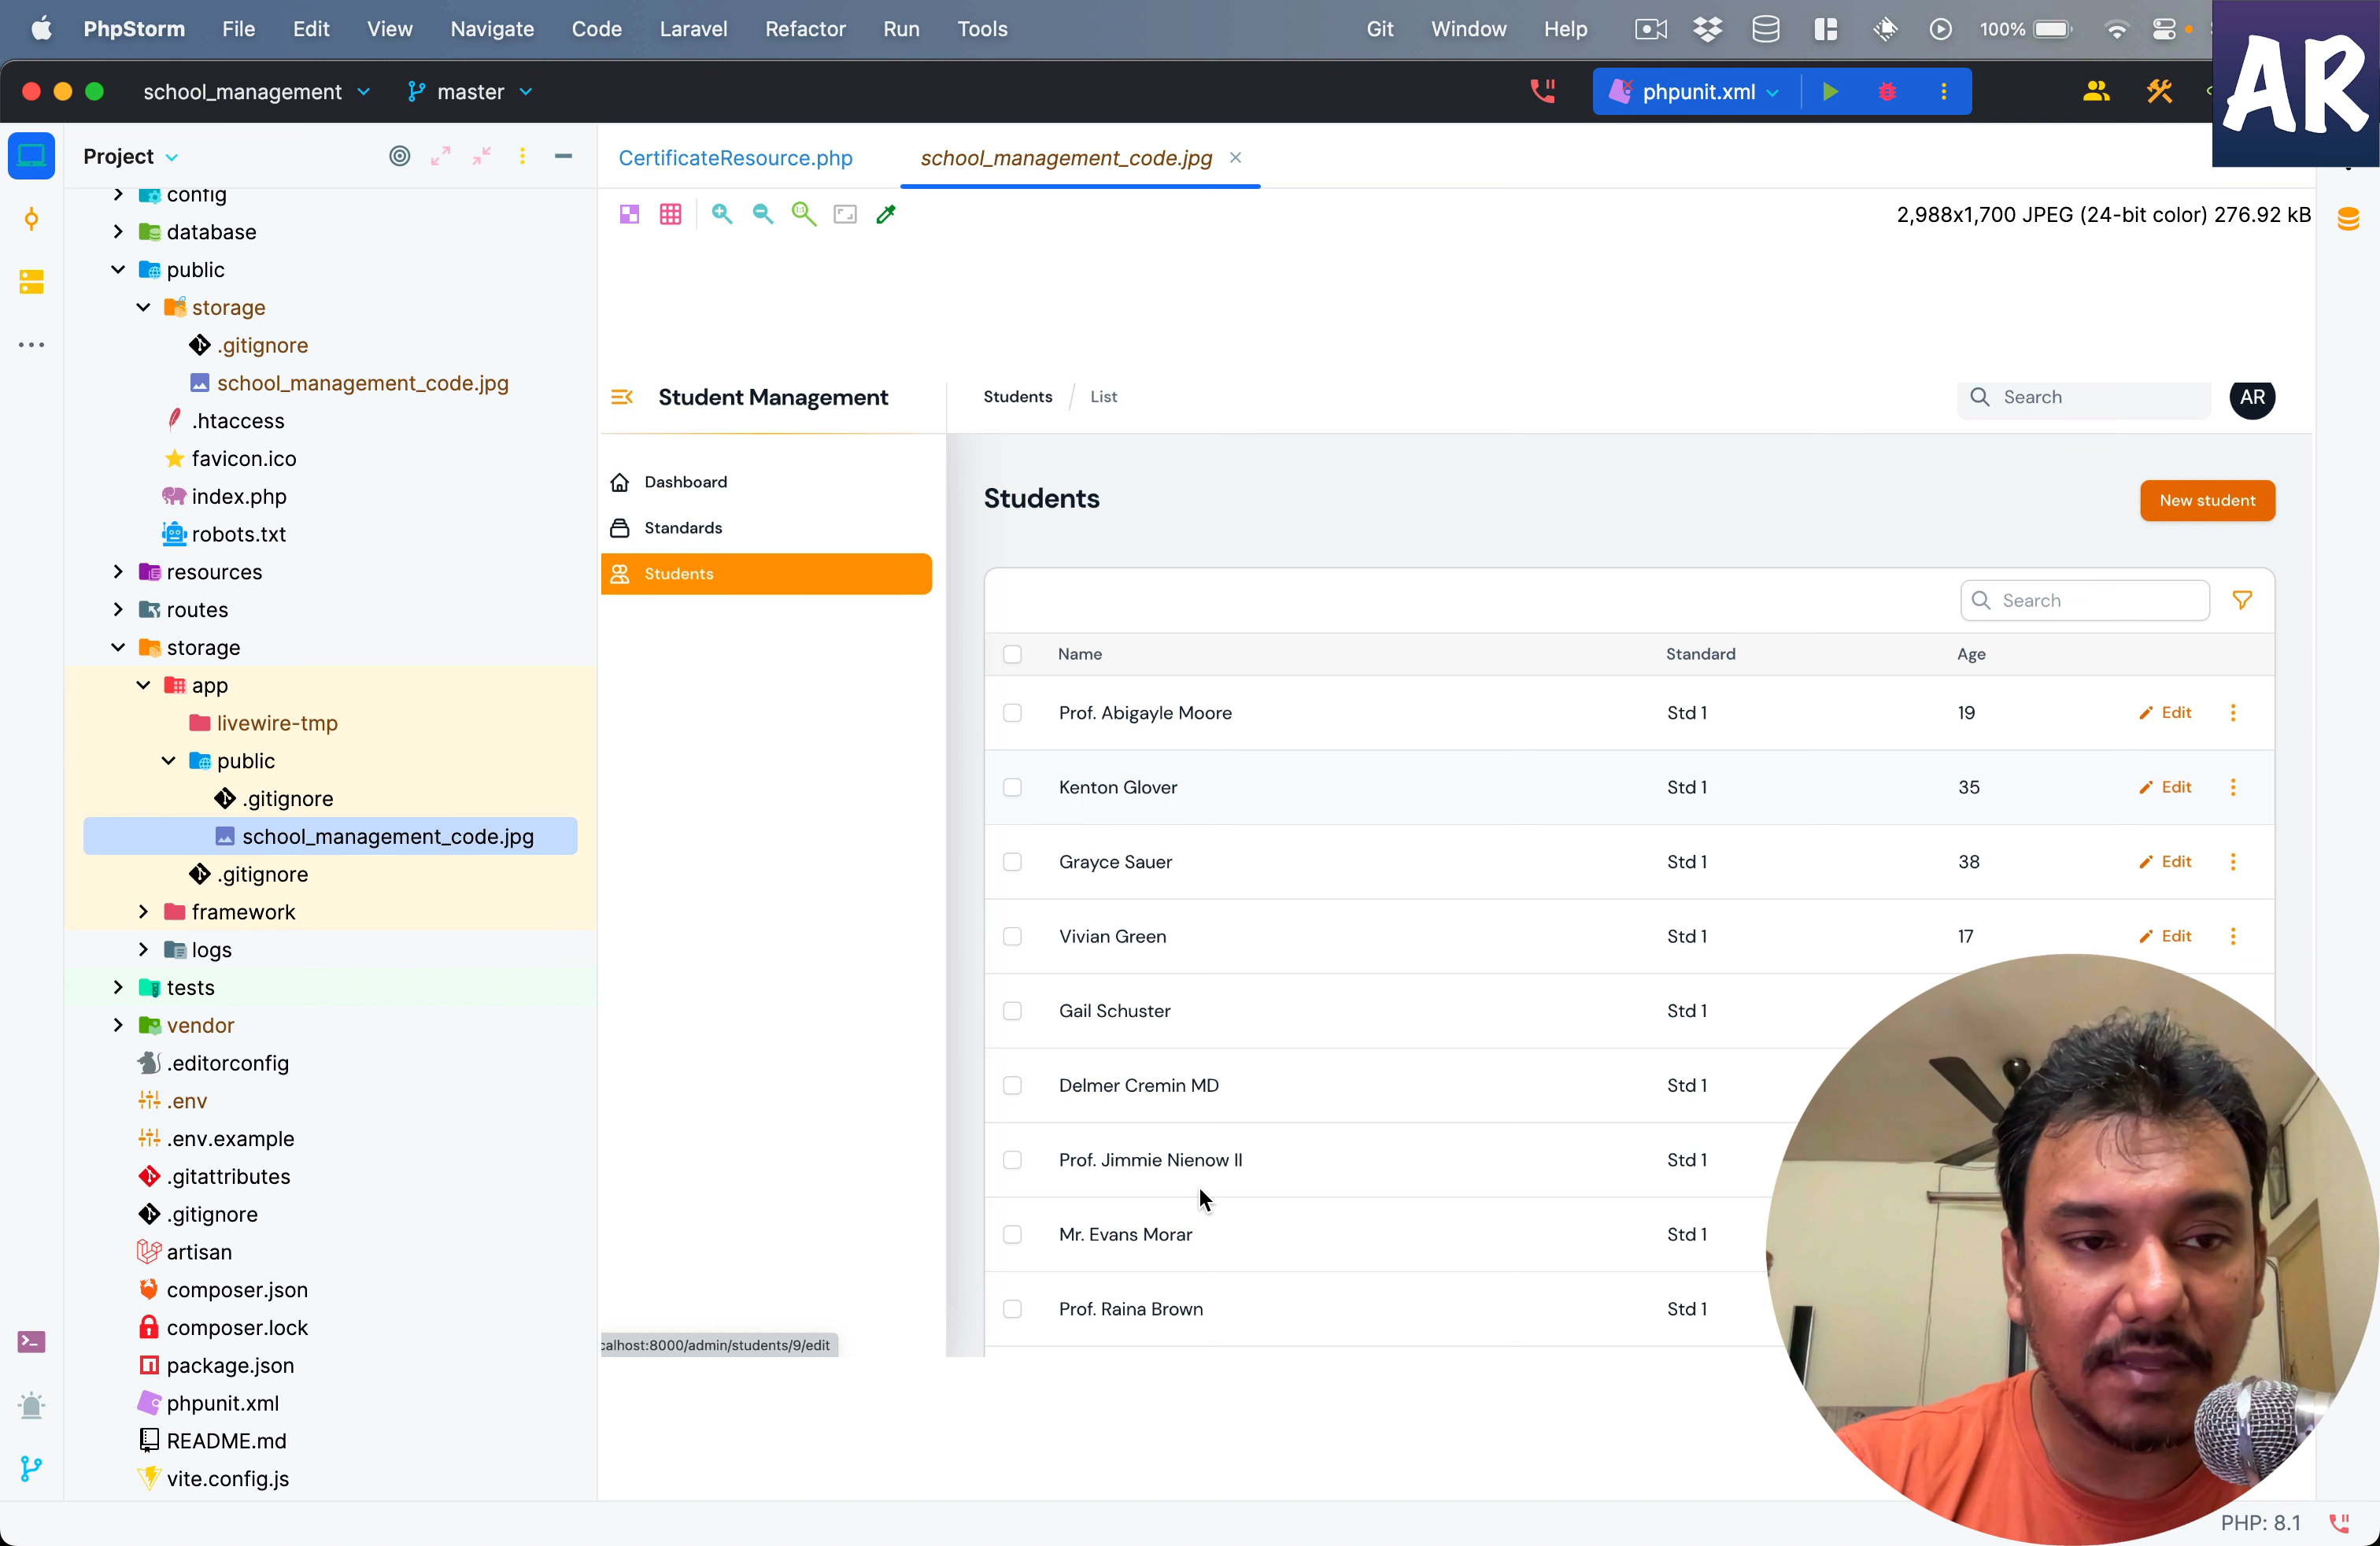 PhpStorm File Edit View Navigate Code Laravel Refactor Run Tools Git Window Help 100%
AR
school_management master phpunit.xml
Project
CertificateResource.php school_management_code.jpg
2,988x1,700 JPEG (24-bit color) 276.92 kB
config
database
public
storage
.gitignore
school_management_code.jpg
.htaccess
favicon.ico
index.php
robots.txt
resources
routes
storage
app
livewire-tmp
public
.gitignore
school_management_code.jpg
.gitignore
framework
logs
tests
vendor
.editorconfig
.env
.env.example
.gitattributes
.gitignore
artisan
composer.json
composer.lock
package.json
phpunit.xml
README.md
vite.config.js
Student Management
Students / List
Search
AR
Dashboard
Standards
Students
Students
New student
Search
Name Standard Age
Prof. Abigayle Moore Std 1 19 Edit
Kenton Glover Std 1 35 Edit
Grayce Sauer Std 1 38 Edit
Vivian Green Std 1 17 Edit
Gail Schuster Std 1
Delmer Cremin MD Std 1
Prof. Jimmie Nienow II Std 1
Mr. Evans Morar Std 1
Prof. Raina Brown Std 1
calhost:8000/admin/students/9/edit
PHP: 8.1